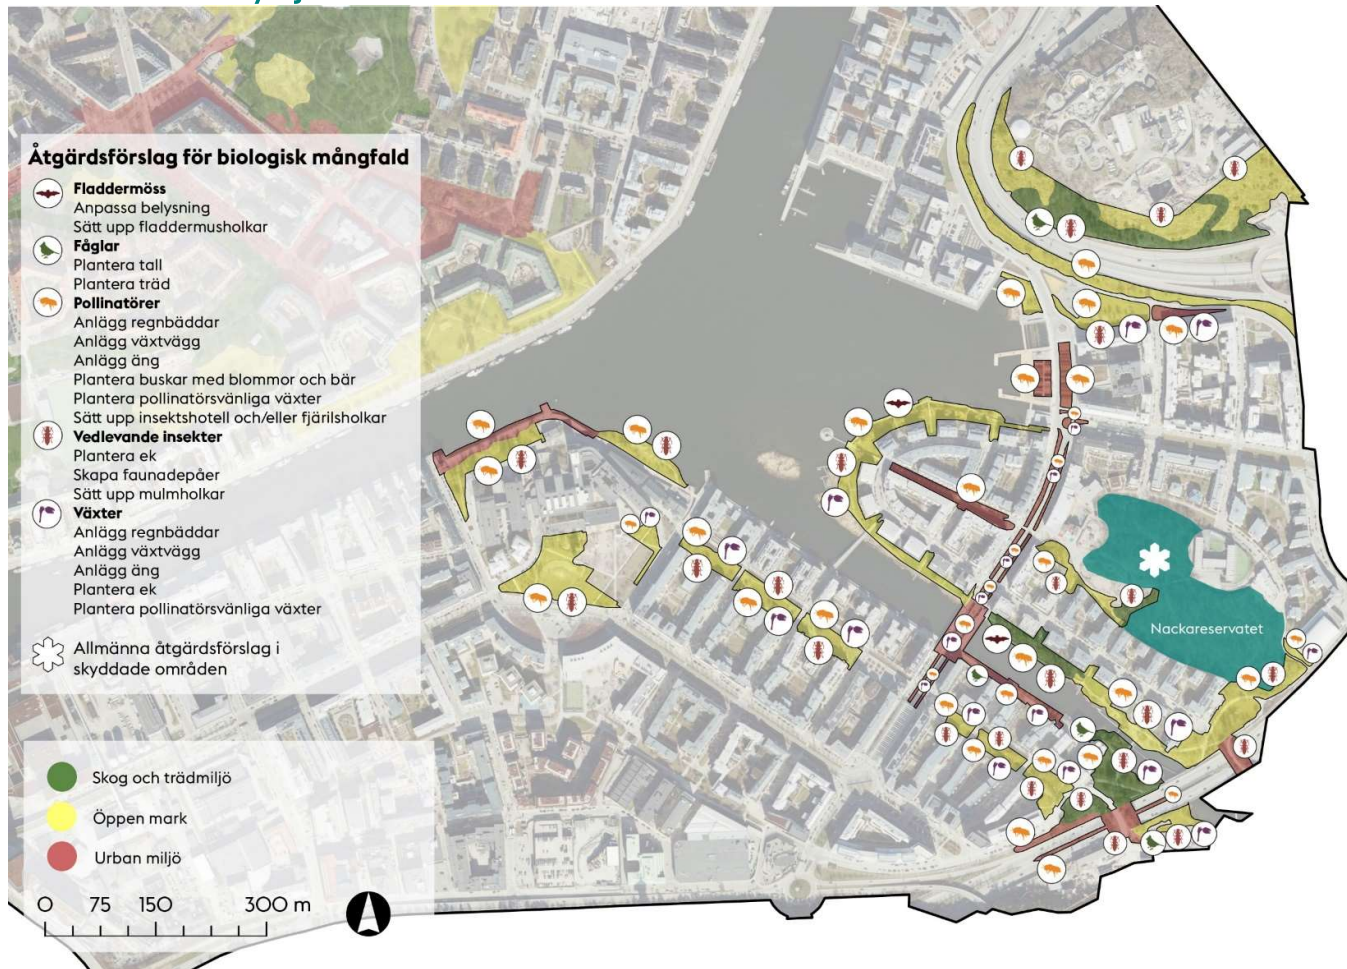 Åtgärdsförslag för biologisk mångfald
Fladdermöss
Anpassa belysning
Sätt upp fladdermusholkar
Fåglar
Plantera tall
Plantera träd
Pollinatörer
Anlägg regnbäddar
Anlägg växtvägg
Anlägg äng
Plantera buskar med blommor och bär
Plantera pollinatörsvänliga växter
Sätt upp insektshotell och/eller fjärilsholkar
Vedlevande insekter
Plantera ek
Skapa faunadepåer
Sätt upp mulmholkar
Växter
Anlägg regnbäddar
Anlägg växtvägg
Anlägg äng
Plantera ek
Plantera pollinatörsvänliga växter
Allmänna åtgärdsförslag i
skyddade områden
Nackareservatet
Skog och trädmiljö
Öppen mark
Urban miljö
0 75 150 300 m